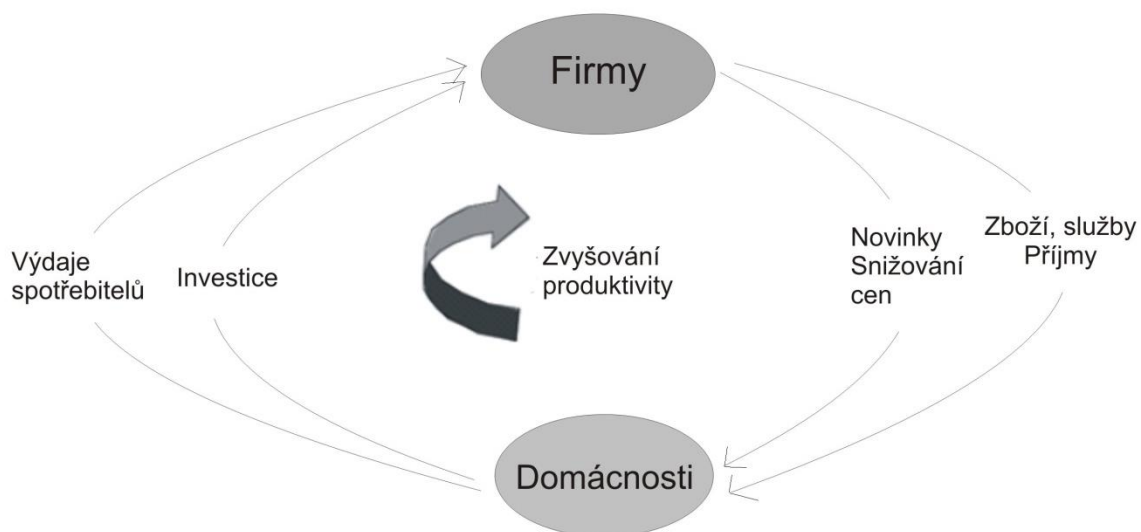 Firmy
Výdaje
spotřebitelů
Investice
Zvyšování
produktivity
Novinky
Snižování
cen
Zboží, služby
Příjmy
Domácnosti